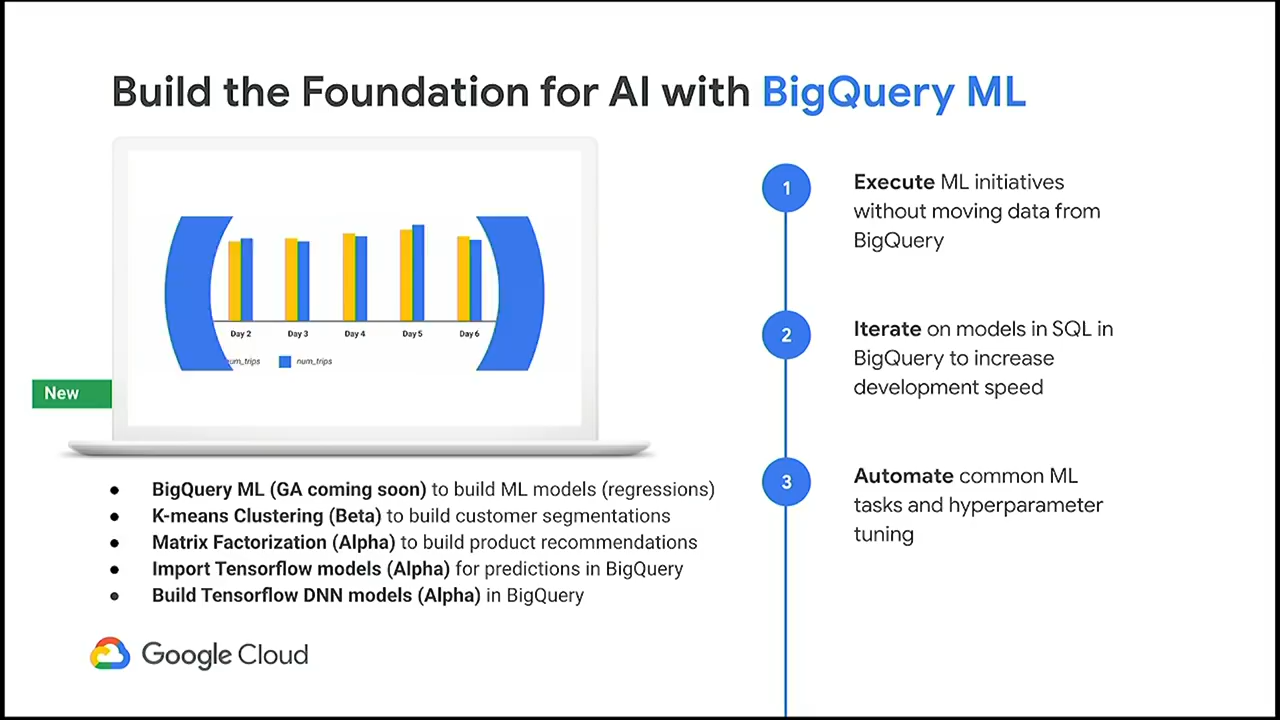 Build the Foundation for AI with BigQuery ML
Day 2 Day 3 Day 4 Day 5 Day 6
num_trips
New
BigQuery ML (GA coming soon) to build ML models (regressions)
K-means Clustering (Beta) to build customer segmentations
Matrix Factorization (Alpha) to build product recommendations
Import Tensorflow models (Alpha) for predictions in BigQuery
Build Tensorflow DNN models (Alpha) in BigQuery
Google Cloud
1
Execute ML initiatives
without moving data from
BigQuery
2
Iterate on models in SQL in
BigQuery to increase
development speed
3
Automate common ML
tasks and hyperparameter
tuning